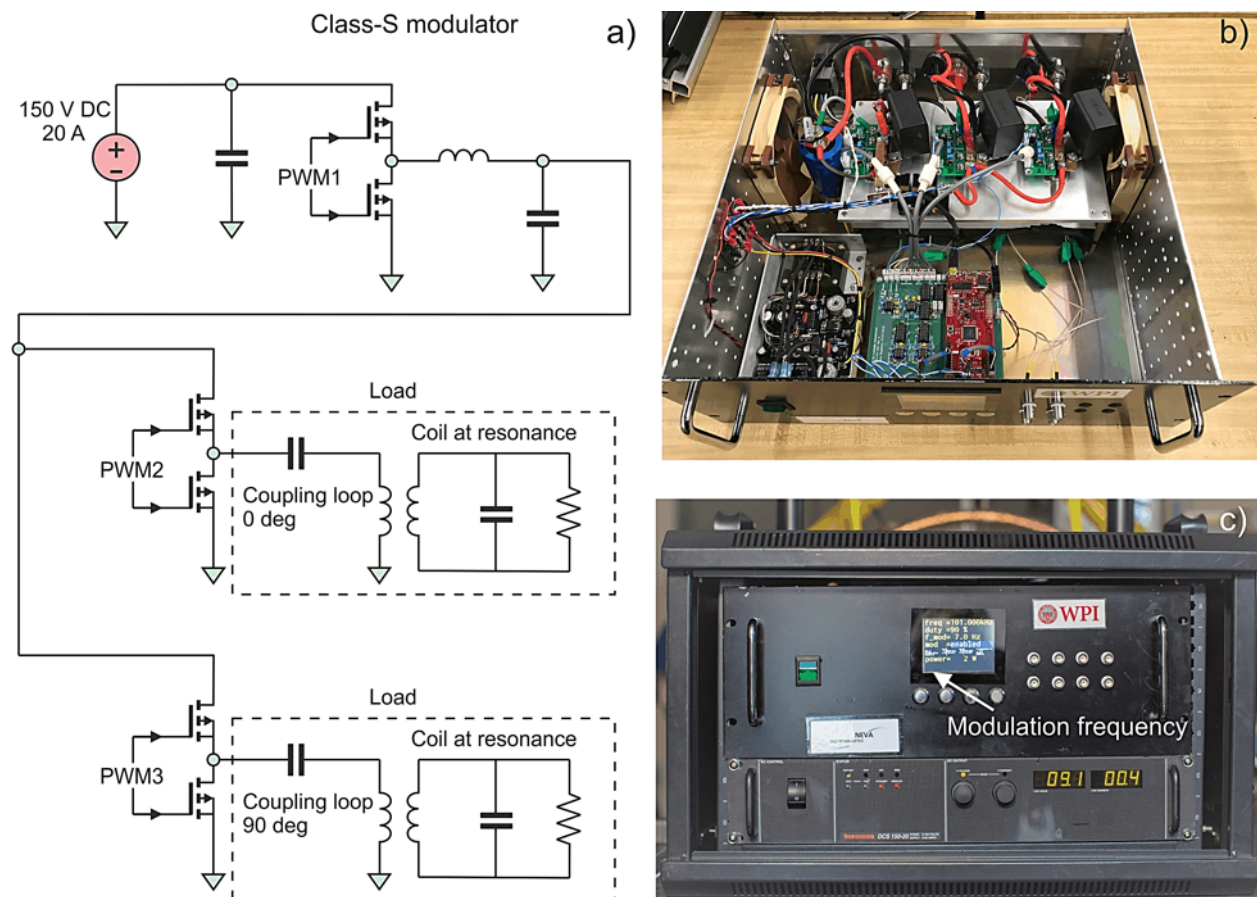 Class-S modulator
a)
150 V DC
20 A
PWM1
Load
Coil at resonance
PWM2
Coupling loop
0 deg
Load
Coil at resonance
PWM3
Coupling loop
90 deg
b)
WPI
c)
WPI
freq =101.000kHz
duty =90 %
f_mod= 7.0 Hz
mod =enabled
power= 2 W
Modulation frequency
NEVA
DCS 150-20
09.1 00.4